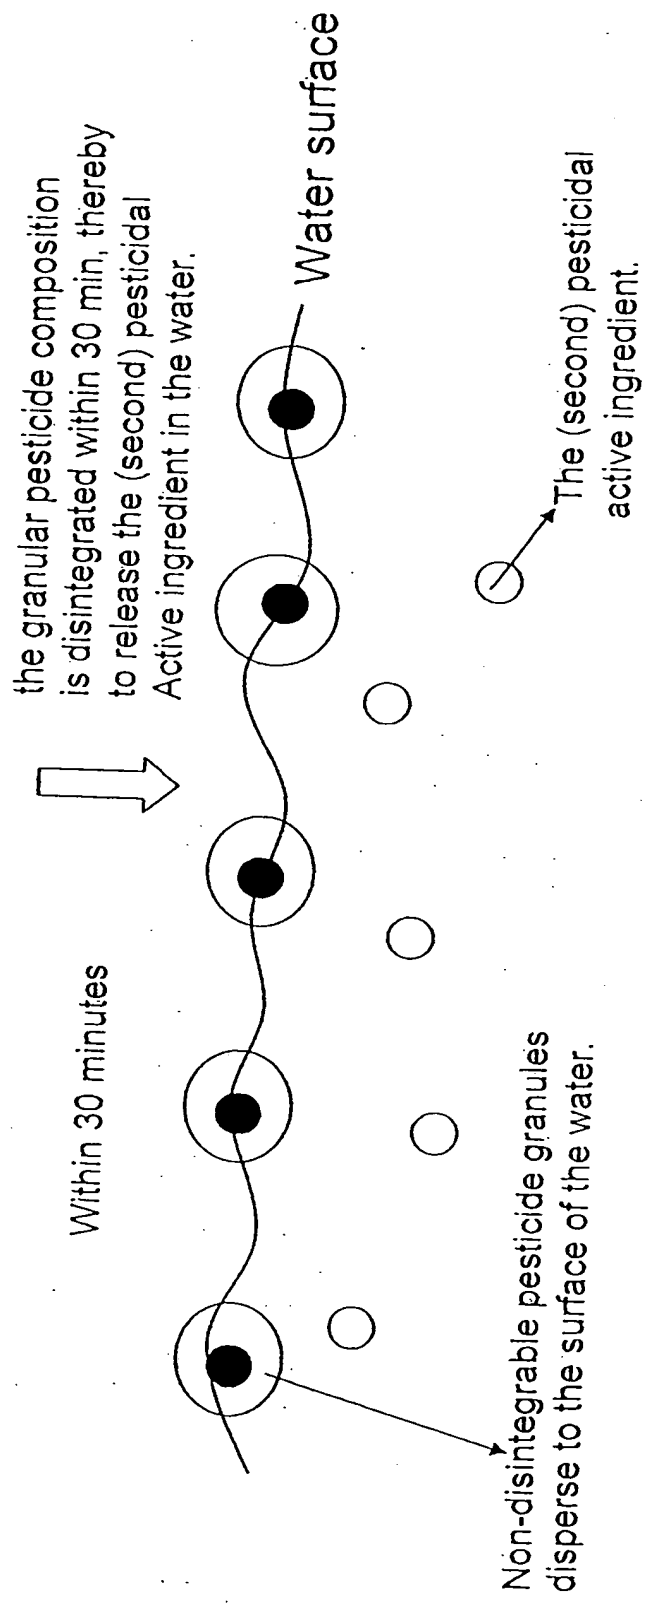 Within 30 minutes
the granular pesticide composition
is disintegrated within 30 min, thereby
to release the (second) pesticidal
Active ingredient in the water.
Water surface
Non-disintegrable pesticide granules
disperse to the surface of the water.
The (second) pesticidal
active ingredient.